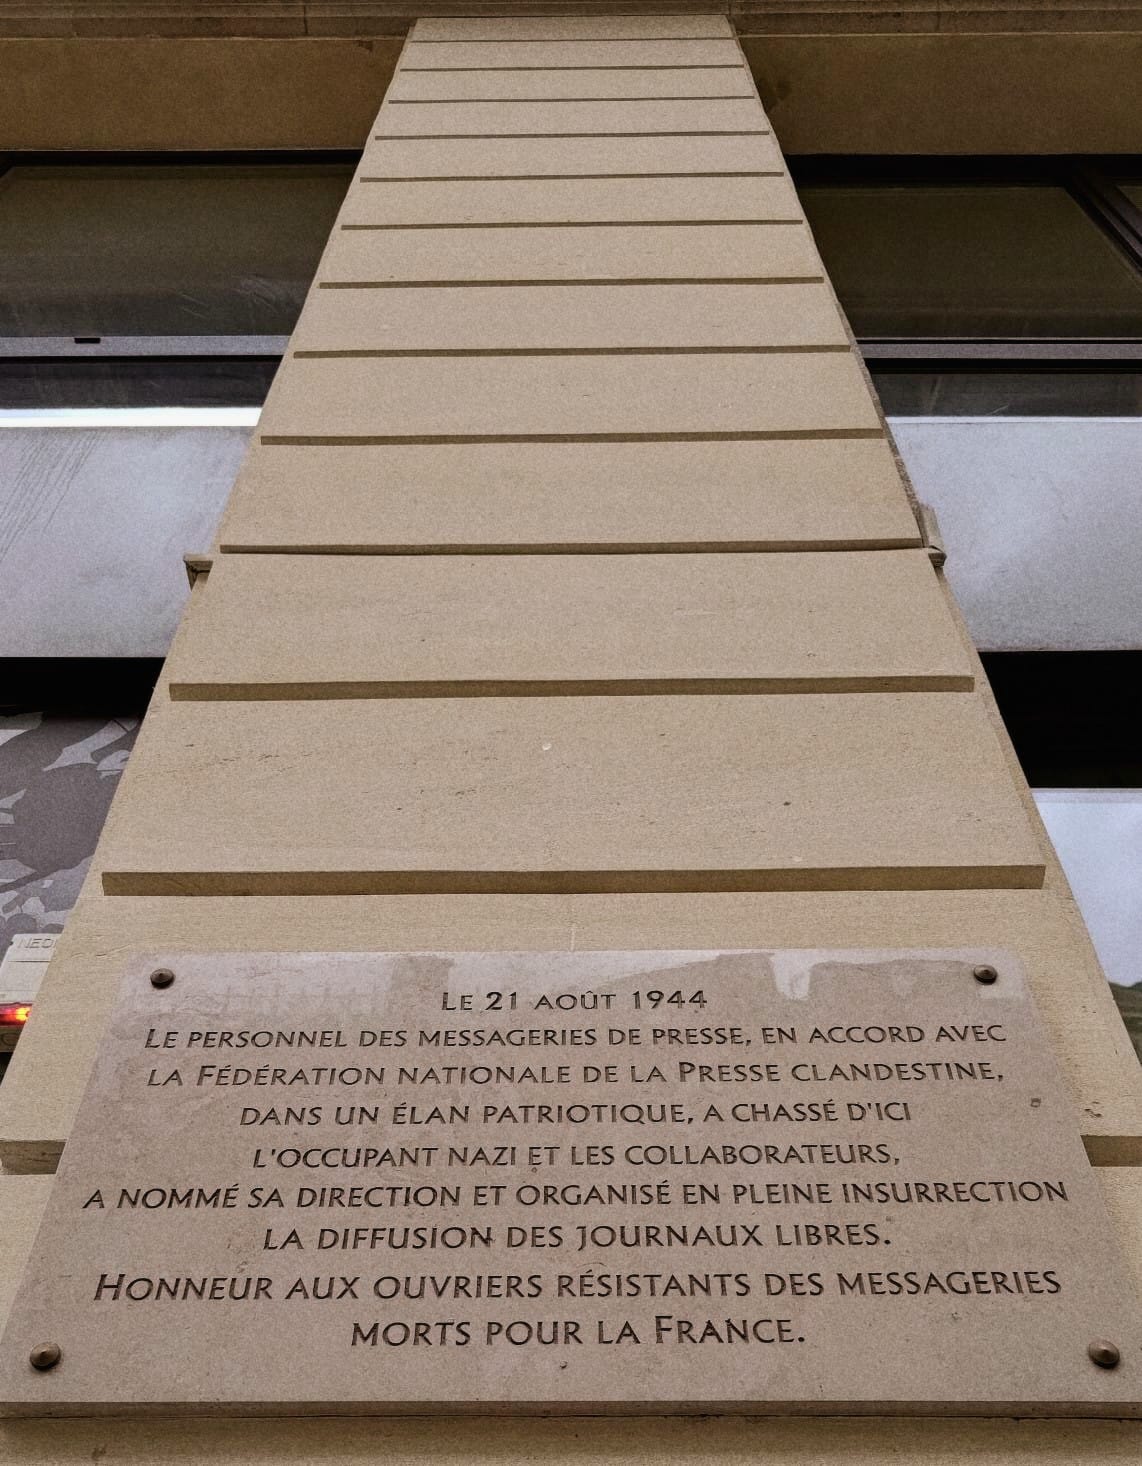 NEO
Le 21 août 1944
Le personnel des messageries de presse, en accord avec
la Fédération nationale de la Presse clandestine,
dans un élan patriotique, a chassé d'ici
l'occupant nazi et les collaborateurs,
a nommé sa direction et organisé en pleine insurrection
la diffusion des journaux libres.
Honneur aux ouvriers résistants des messageries
morts pour la France.